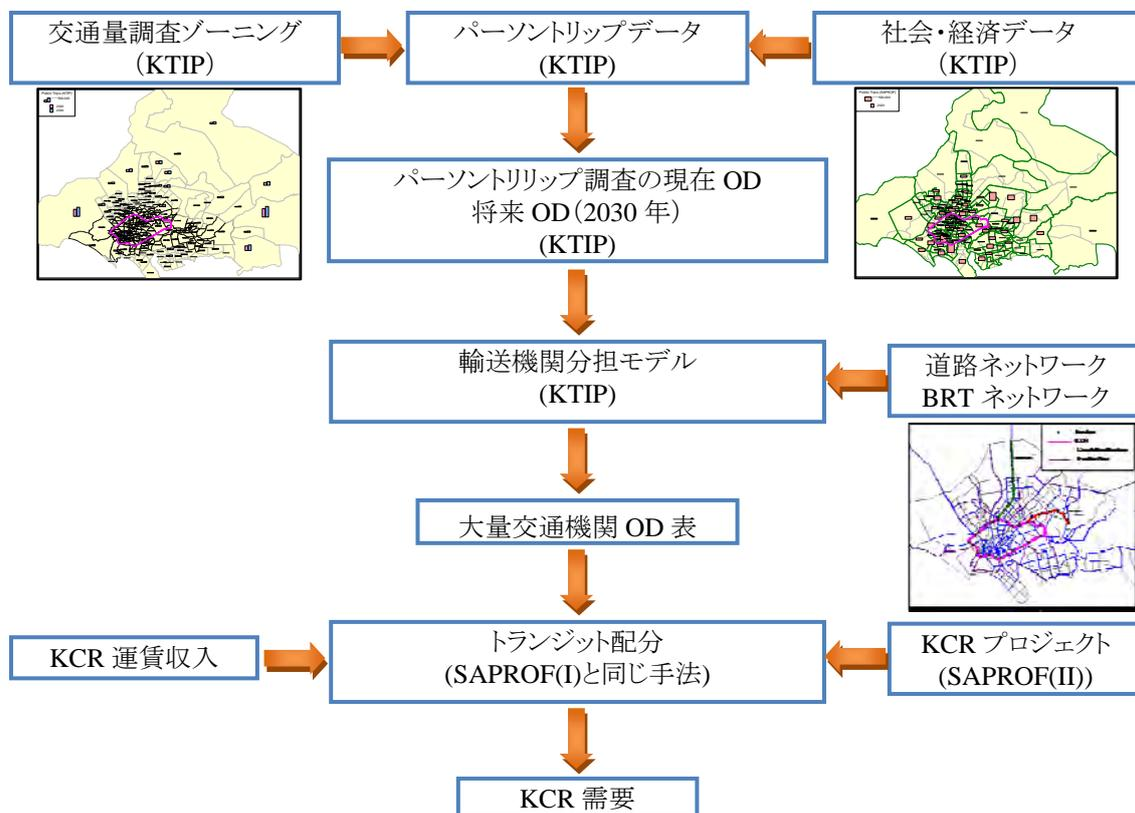 交通量調査ゾーニング
(KTIP)
パーソントリップデータ
(KTIP)
社会・経済データ
(KTIP)
パーソントリリップ調査の現在 OD
将来 OD(2030 年)
(KTIP)
輸送機関分担モデル
(KTIP)
道路ネットワーク
BRT ネットワーク
大量交通機関 OD 表
KCR 運賃収入
トランジット配分
(SAPROF(I)と同じ手法)
KCR プロジェクト
(SAPROF(II))
KCR 需要